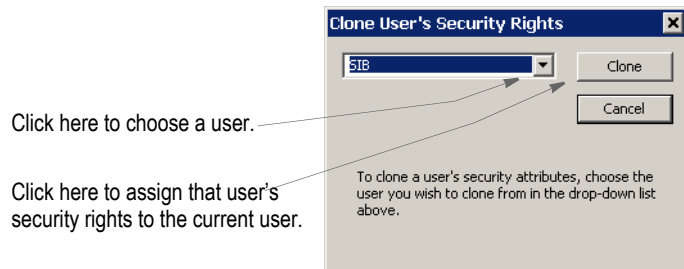 Clone User's Security Rights
SIB
Clone
Cancel
Click here to choose a user.
Click here to assign that user's
security rights to the current user.
To clone a user's security attributes, choose the
user you wish to clone from in the drop-down list
above.